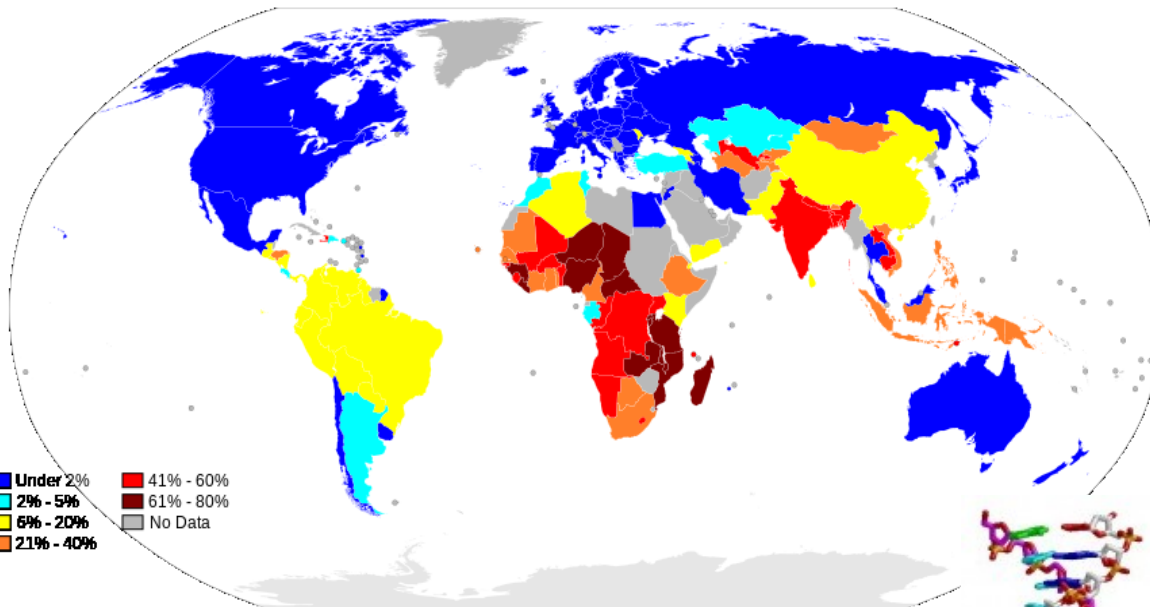 Under 2%
2% - 5%
6% - 20%
21% - 40%
41% - 60%
61% - 80%
No Data